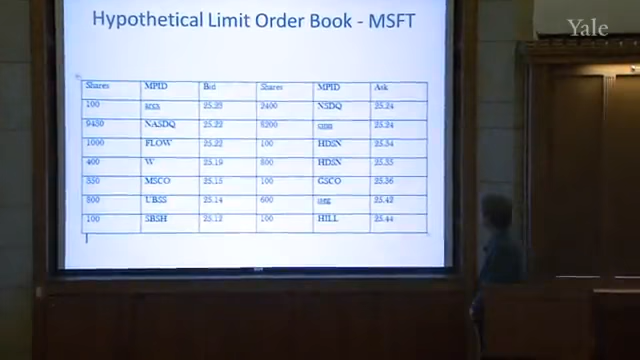 Yale
Hypothetical Limit Order Book - MSFT
Shares MPID Bid Shares MPID Ask
100 25.23 2400 NSDQ 25.24
NASDQ 25.22 25.24
1000 FLOW 25.22 100 HDSN 25.34
400 W 25.19 800 HDSN 25.35
350 MSCO 25.15 100 GSCO 25.36
800 UBSS 25.14 600 25.42
100 SBSH 25.12 100 HILL 25.44